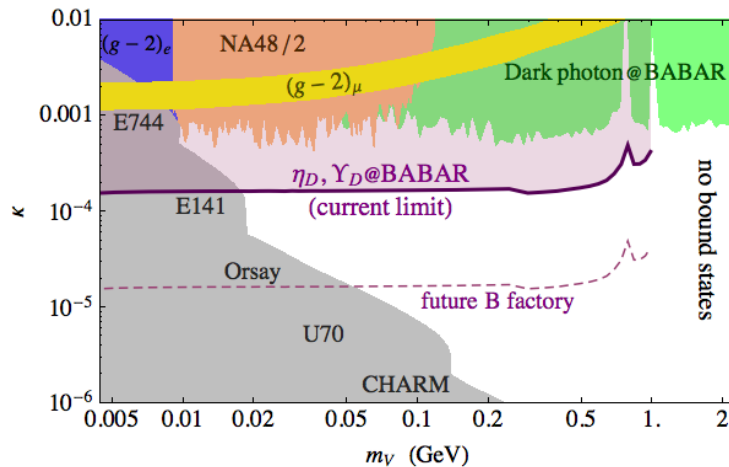 0.01
(g−2)e
NA48/2
Dark photon@BABAR
(g−2)μ
0.001
E744
ηD, ΥD@BABAR
(current limit)
10⁻⁴
E141
κ
no bound states
Orsay
future B factory
10⁻⁵
U70
CHARM
10⁻⁶
0.005 0.01 0.02 0.05 0.1 0.2 0.5 1. 2
mV (GeV)